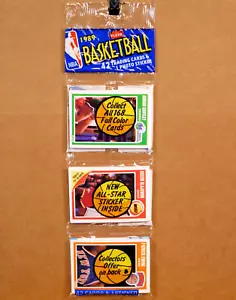 1989 FLEER
BASKETBALL
NBA
42 TRADING CARDS &
PHOTO STICKER
Collect
All 168
Full Color
Cards
NEW
ALL-STAR
STICKER
INSIDE
Collectors
Offer
on back